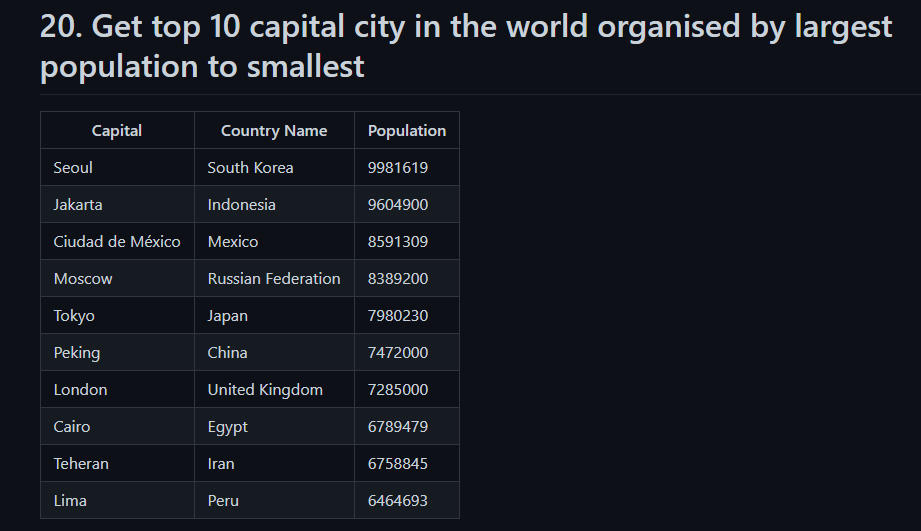 20. Get top 10 capital city in the world organised by largest
population to smallest
Capital Country Name Population
Seoul South Korea 9981619
Jakarta Indonesia 9604900
Ciudad de México Mexico 8591309
Moscow Russian Federation 8389200
Tokyo Japan 7980230
Peking China 7472000
London United Kingdom 7285000
Cairo Egypt 6789479
Teheran Iran 6758845
Lima Peru 6464693